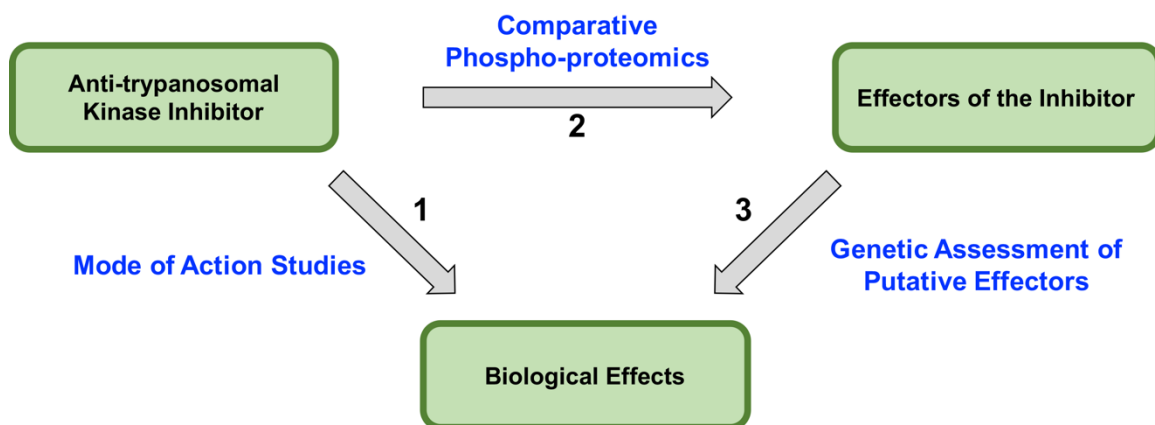 Comparative
Phospho-proteomics
Anti-trypanosomal
Kinase Inhibitor
Effectors of the Inhibitor
2
1
3
Mode of Action Studies
Genetic Assessment of
Putative Effectors
Biological Effects